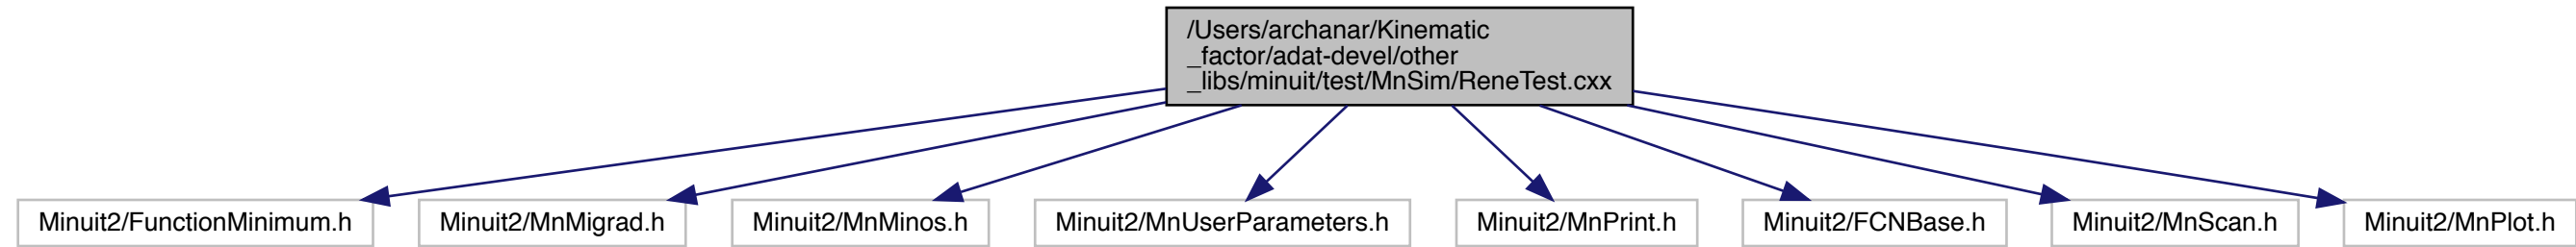 /Users/archanar/Kinematic
_factor/adat-devel/other
_libs/minuit/test/MnSim/ReneTest.cxx
Minuit2/FunctionMinimum.h
Minuit2/MnMigrad.h
Minuit2/MnMinos.h
Minuit2/MnUserParameters.h
Minuit2/MnPrint.h
Minuit2/FCNBase.h
Minuit2/MnScan.h
Minuit2/MnPlot.h